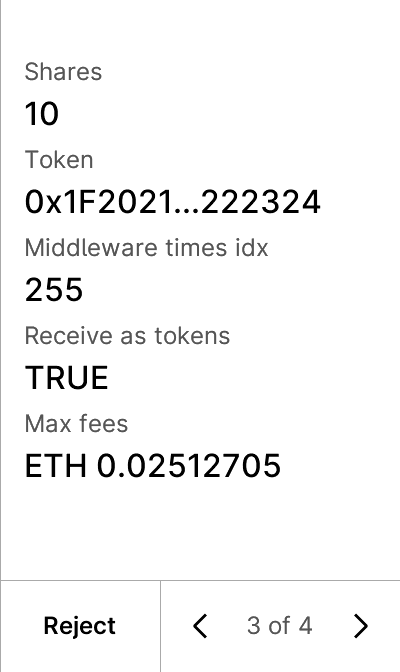 Shares
10
Token
0x1F2021...222324
Middleware times idx
255
Receive as tokens
TRUE
Max fees
ETH 0.02512705
Reject
3 of 4